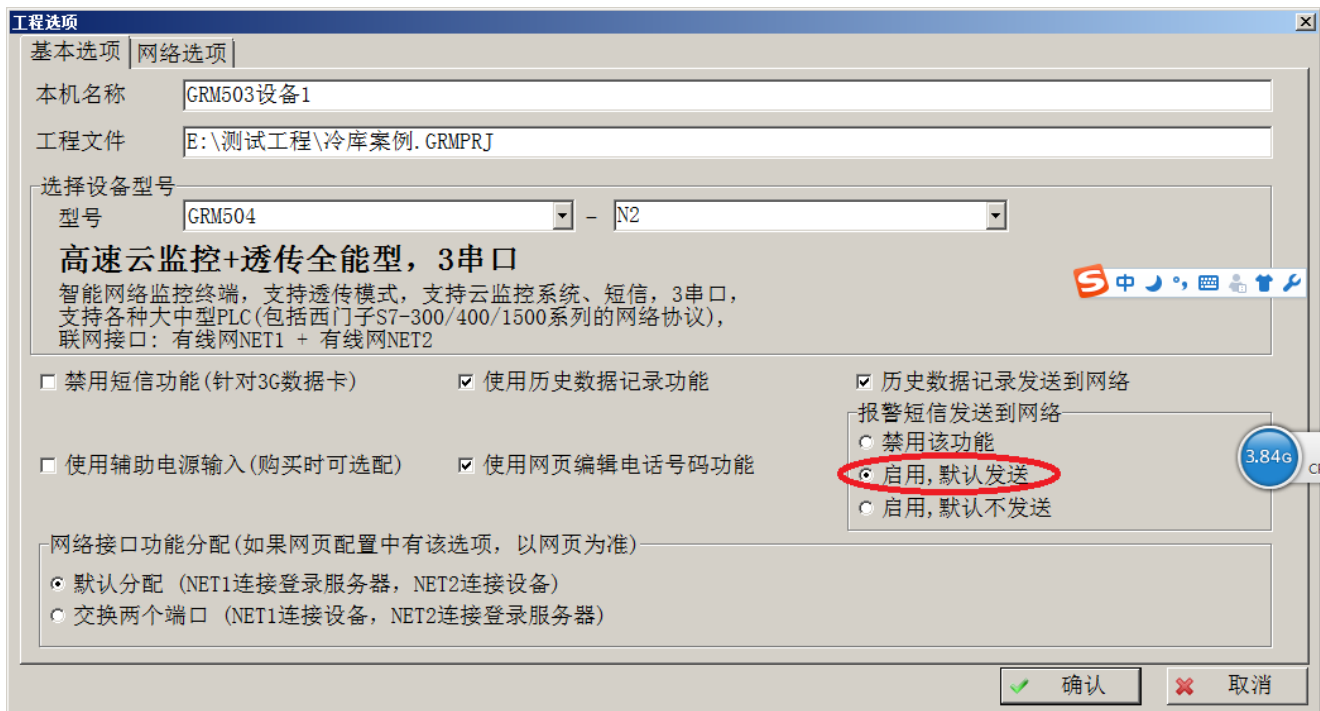 工程选项
基本选项 网络选项
本机名称 GRM503设备1
工程文件 E:\测试工程\冷库案例.GRMPRJ
选择设备型号
型号 GRM504 - N2
高速云监控+透传全能型，3串口
智能网络监控终端，支持透传模式，支持云监控系统、短信，3串口，
支持各种大中型PLC(包括西门子S7-300/400/1500系列的网络协议)，
联网接口: 有线网NET1 + 有线网NET2
中
禁用短信功能(针对3G数据卡) 使用历史数据记录功能 历史数据记录发送到网络
报警短信发送到网络
禁用该功能
使用辅助电源输入(购买时可选配) 使用网页编辑电话号码功能
启用,默认发送
启用,默认不发送
3.84G
网络接口功能分配(如果网页配置中有该选项，以网页为准)
默认分配 (NET1连接登录服务器，NET2连接设备)
交换两个端口 (NET1连接设备，NET2连接登录服务器)
确认 取消